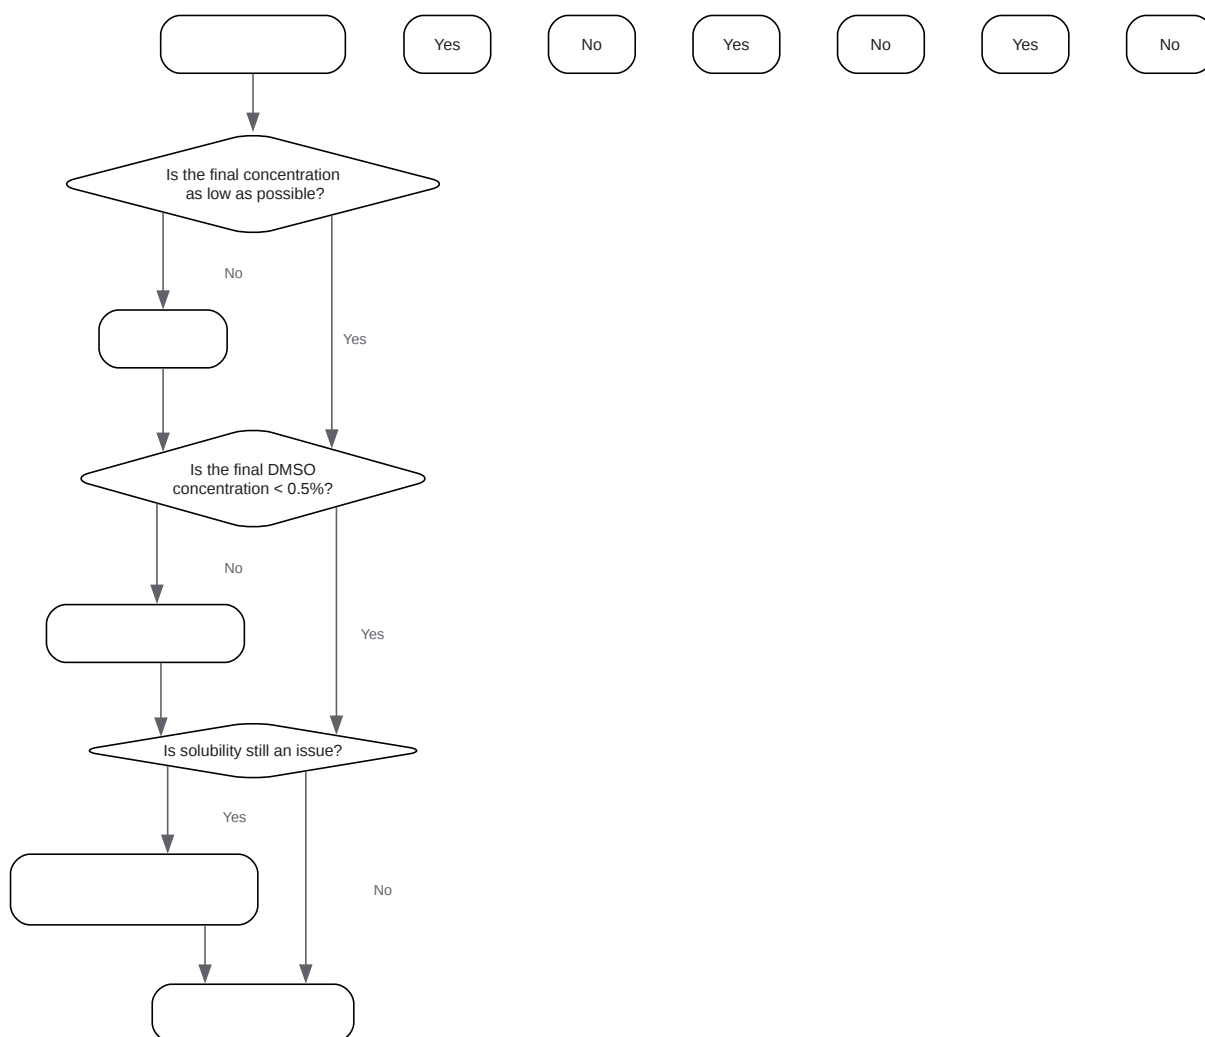 Yes
No
Yes
No
Yes
No
Is the final concentration
as low as possible?
No
Yes
Is the final DMSO
concentration < 0.5%?
No
Yes
Is solubility still an issue?
Yes
No